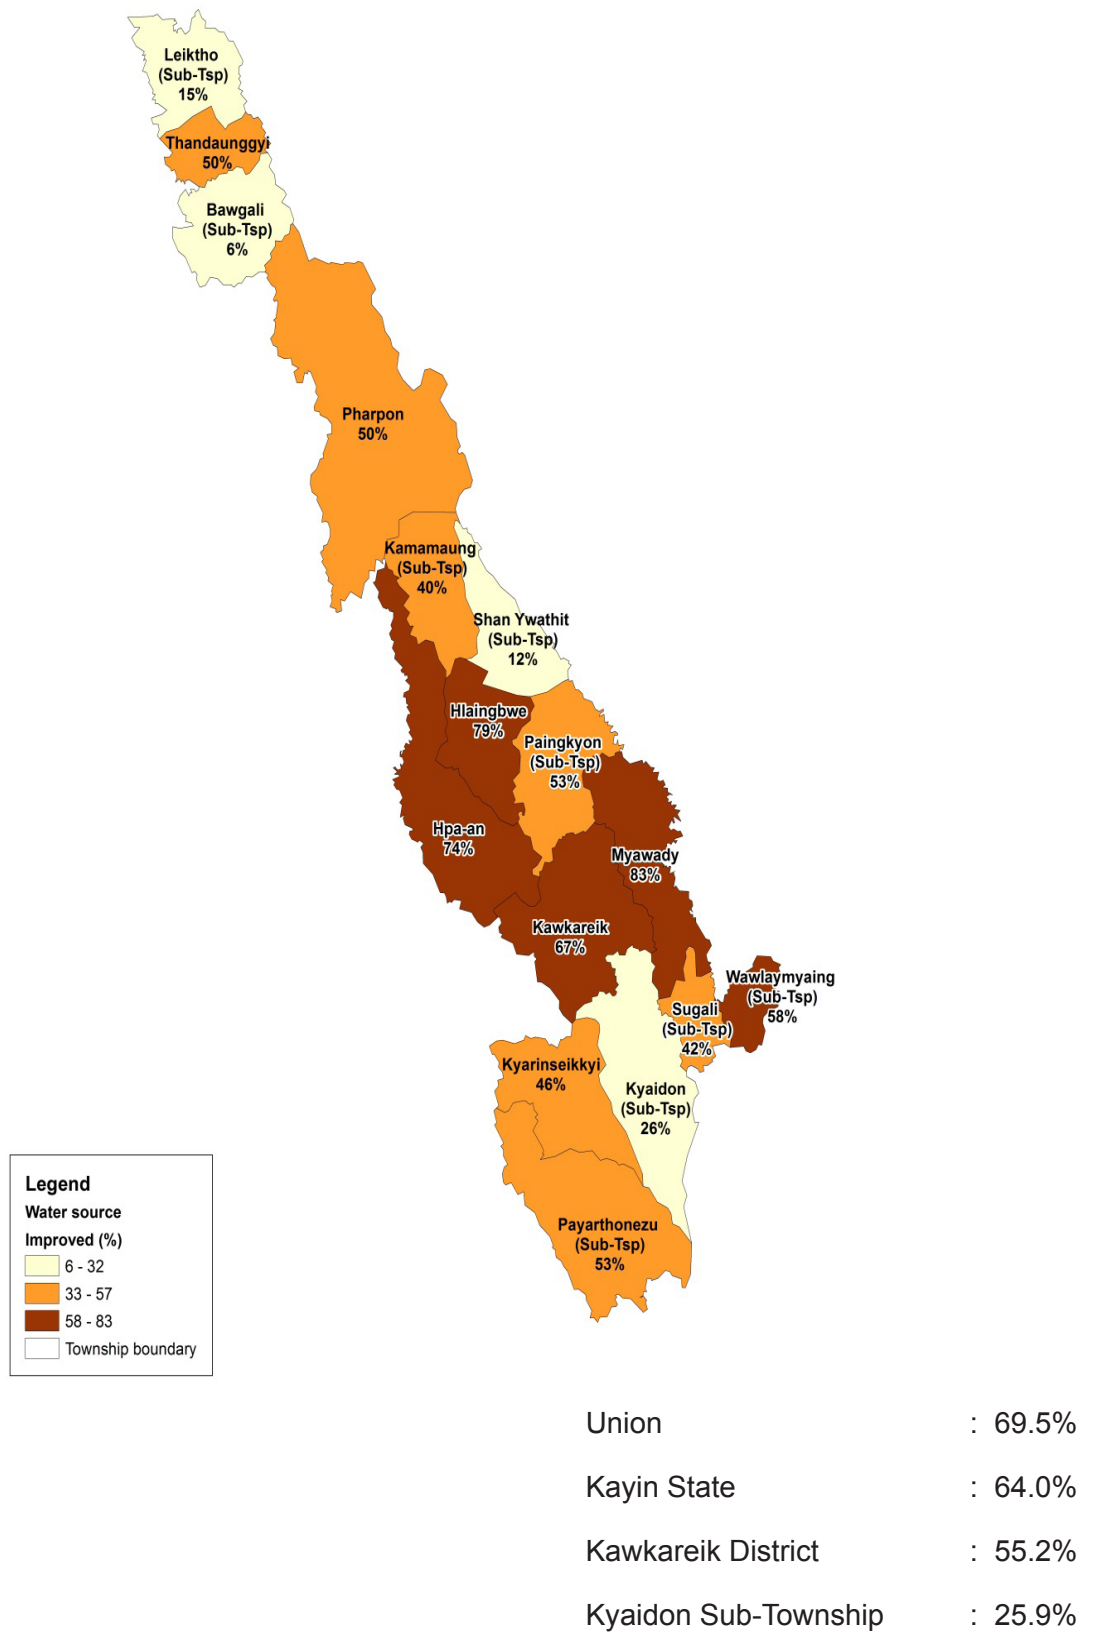 Leiktho
(Sub-Tsp)
15%
Thandaunggyi
50%
Bawgali
(Sub-Tsp)
6%
Pharpon
50%
Kamamaung
(Sub-Tsp)
40%
Shan Ywathit
(Sub-Tsp)
12%
Hlaingbwe
79%
Paingkyon
(Sub-Tsp)
53%
Hpa-an
74%
Myawady
83%
Kawkareik
67%
Wawlaymyaing
(Sub-Tsp)
58%
Sugali
(Sub-Tsp)
42%
Kyarinseikkyi
46%
Kyaidon
(Sub-Tsp)
26%
Payarthonezu
(Sub-Tsp)
53%
Legend
Water source
Improved (%)
6 - 32
33 - 57
58 - 83
Township boundary
Union : 69.5%
Kayin State : 64.0%
Kawkareik District : 55.2%
Kyaidon Sub-Township : 25.9%